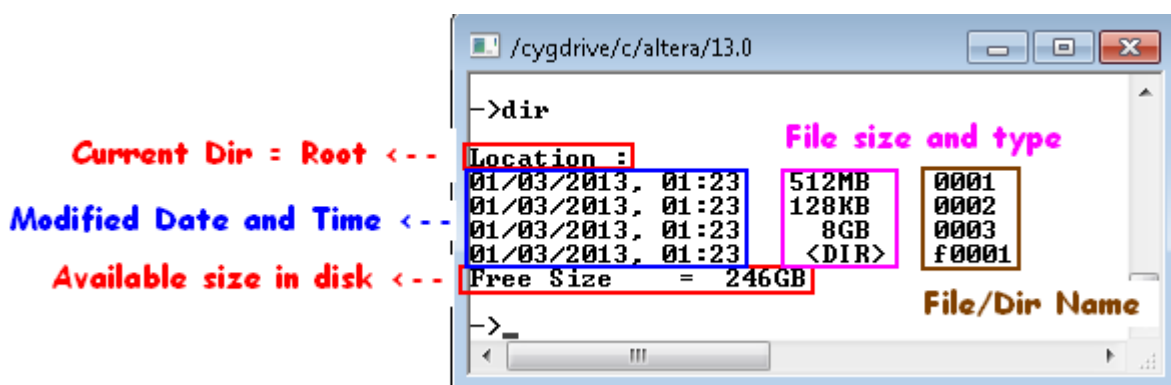 /cygdrive/c/altera/13.0
->dir
File size and type
Current Dir = Root <-- Location :
Modified Date and Time <--
01/03/2013, 01:23 512MB 0001
01/03/2013, 01:23 128KB 0002
01/03/2013, 01:23 8GB 0003
01/03/2013, 01:23 <DIR> f0001
Available size in disk <-- Free Size = 246GB
File/Dir Name
->_